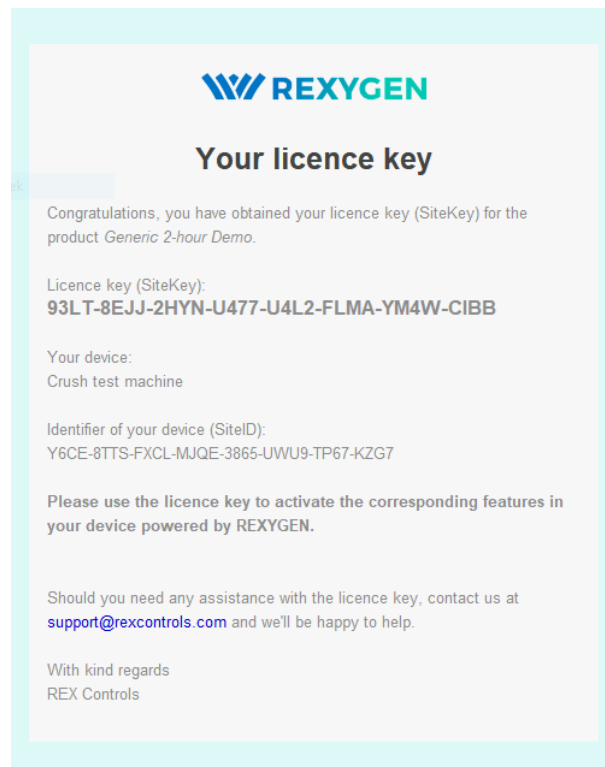 REXYGEN
Your licence key
ek
Congratulations, you have obtained your licence key (SiteKey) for the
product Generic 2-hour Demo.
Licence key (SiteKey):
93LT-8EJJ-2HYN-U477-U4L2-FLMA-YM4W-CIBB
Your device:
Crush test machine
Identifier of your device (SiteID):
Y6CE-8TTS-FXCL-MJQE-3865-UWU9-TP67-KZG7
Please use the licence key to activate the corresponding features in
your device powered by REXYGEN.
Should you need any assistance with the licence key, contact us at
support@rexcontrols.com and we'll be happy to help.
With kind regards
REX Controls